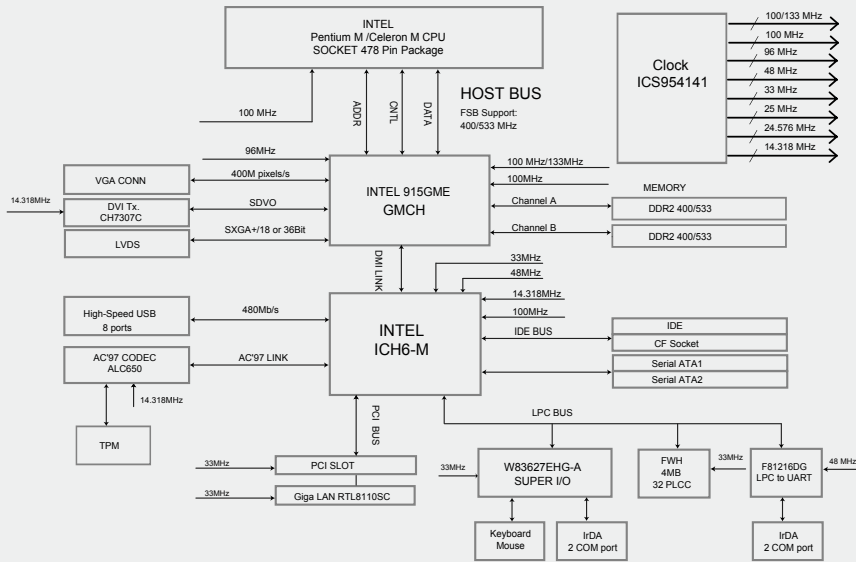 INTEL
Pentium M /Celeron M CPU
SOCKET 478 Pin Package
100 MHz
ADDR
CNTL
DATA
HOST BUS
FSB Support:
400/533 MHz
Clock
ICS954141
100/133 MHz
100 MHz
96 MHz
48 MHz
33 MHz
25 MHz
24.576 MHz
14.318 MHz
96MHz
VGA CONN
400M pixels/s
14.318MHz
DVI Tx.
CH7307C
SDVO
LVDS
SXGA+/18 or 36Bit
INTEL 915GME
GMCH
100 MHz/133MHz
100MHz
MEMORY
Channel A
DDR2 400/533
Channel B
DDR2 400/533
DMI LINK
33MHz
48MHz
High-Speed USB
8 ports
480Mb/s
INTEL
ICH6-M
14.318MHz
100MHz
IDE BUS
IDE
CF Socket
Serial ATA1
Serial ATA2
AC'97 CODEC
ALC650
AC'97 LINK
14.318MHz
TPM
PCI BUS
LPC BUS
33MHz
PCI SLOT
33MHz
Giga LAN RTL8110SC
33MHz
W83627EHG-A
SUPER I/O
FWH
4MB
32 PLCC
33MHz
F81216DG
LPC to UART
48 MHz
Keyboard
Mouse
IrDA
2 COM port
IrDA
2 COM port